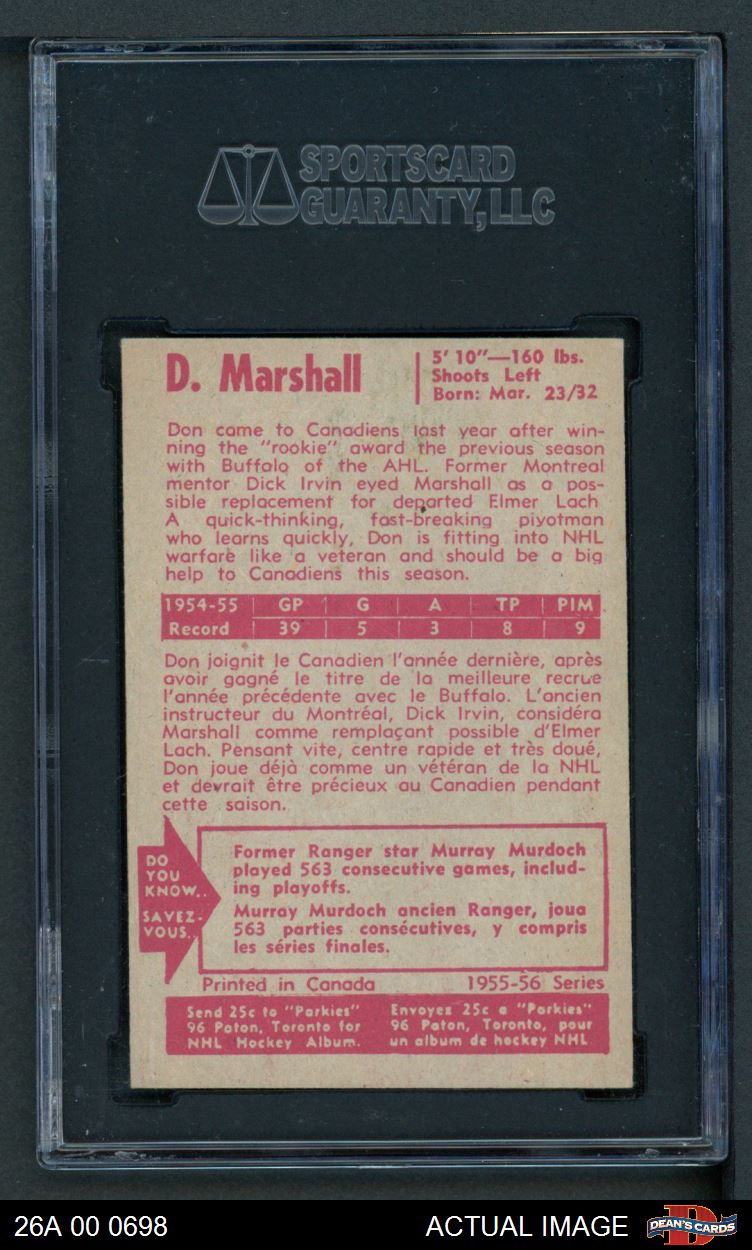 SPORTSCARD
GUARANTY, LLC
D. Marshall
5' 10"—160 lbs.
Shoots Left
Born: Mar. 23/32
Don came to Canadiens last year after win-
ning the "rookie" award the previous season
with Buffalo of the AHL. Former Montreal
mentor Dick Irvin eyed Marshall as a pos-
sible replacement for departed Elmer Lach
A quick-thinking, fast-breaking pivotman
who learns quickly, Don is fitting into NHL
warfare like a veteran and should be a big
help to Canadiens this season.
1954-55 GP G A TP PIM
Record 39 5 3 8 9
Don joignit le Canadien l'année dernière, après
avoir gagné le titre de la meilleure recrue
l'année précédente avec le Buffalo. L'ancien
instructeur du Montréal, Dick Irvin, considéra
Marshall comme remplaçant possible d'Elmer
Lach. Pensant vite, centre rapide et très doué,
Don joue déjà comme un vétéran de la NHL
et devrait être précieux au Canadien pendant
cette saison.
DO
YOU
KNOW..
SAVEZ-
VOUS..
Former Ranger star Murray Murdoch
played 563 consecutive games, includ-
ing playoffs.
Murray Murdoch ancien Ranger, joua
563 parties consécutives, y compris
les séries finales.
Printed in Canada 1955-56 Series
Send 25c to "Parkies"
96 Paton, Toronto for
NHL Hockey Album.
Envoyez 25c a "Parkies"
96 Paton, Toronto, pour
un album de hockey NHL
26A 00 0698 ACTUAL IMAGE
DEAN'S CARDS